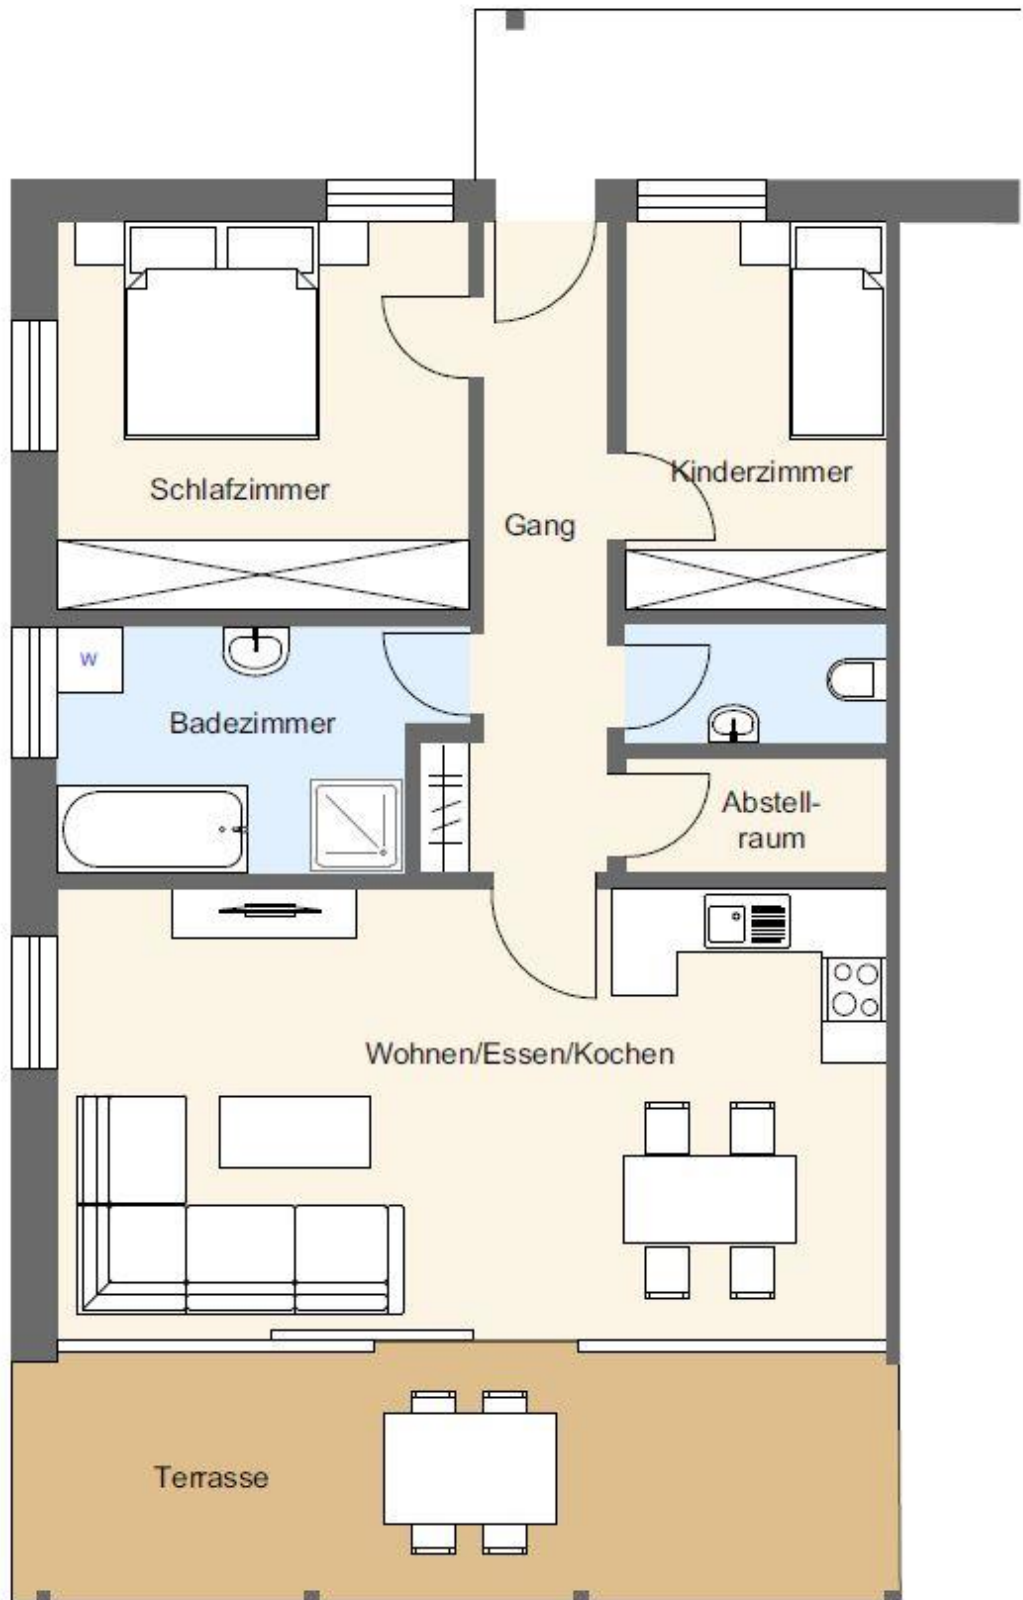 Schlafzimmer
Kinderzimmer
Gang
W
Badezimmer
Abstell-
raum
Wohnen/Essen/Kochen
Terrasse